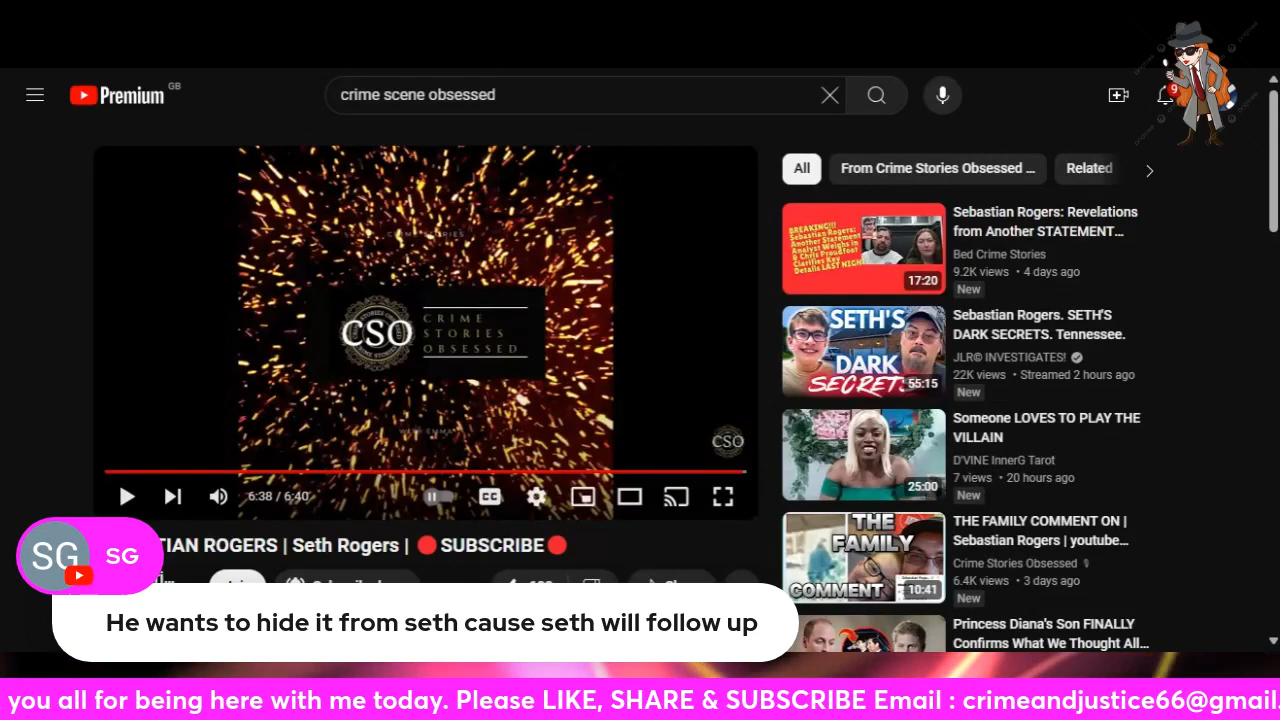 Premium GB
crime scene obsessed
9
All
From Crime Stories Obsessed ...
Related
CSO
CRIME
STORIES
OBSESSED
CSO
6:38 / 6:40
CC
TIAN ROGERS | Seth Rogers | 🔴SUBSCRIBE🔴
BREAKING!!!
Sebastian Rogers:
Another Statement
Analyst Weighs in
& Chris Proudfoot
Clarifies Key
Details LAST NIGHT
17:20
Sebastian Rogers: Revelations
from Another STATEMENT...
Bed Crime Stories
9.2K views • 4 days ago
New
SETH'S
DARK
SECRETS
55:15
Sebastian Rogers. SETH'S
DARK SECRETS. Tennessee.
JLR© INVESTIGATES!
22K views • Streamed 2 hours ago
New
25:00
Someone LOVES TO PLAY THE
VILLAIN
D'VINE InnerG Tarot
7 views • 20 hours ago
New
THE
FAMILY
COMMENT
10:41
THE FAMILY COMMENT ON |
Sebastian Rogers | youtube...
Crime Stories Obsessed
6.4K views • 3 days ago
New
Princess Diana's Son FINALLY
Confirms What We Thought All...
SG
SG
He wants to hide it from seth cause seth will follow up
you all for being here with me today. Please LIKE, SHARE & SUBSCRIBE Email : crimeandjustice66@gmail.